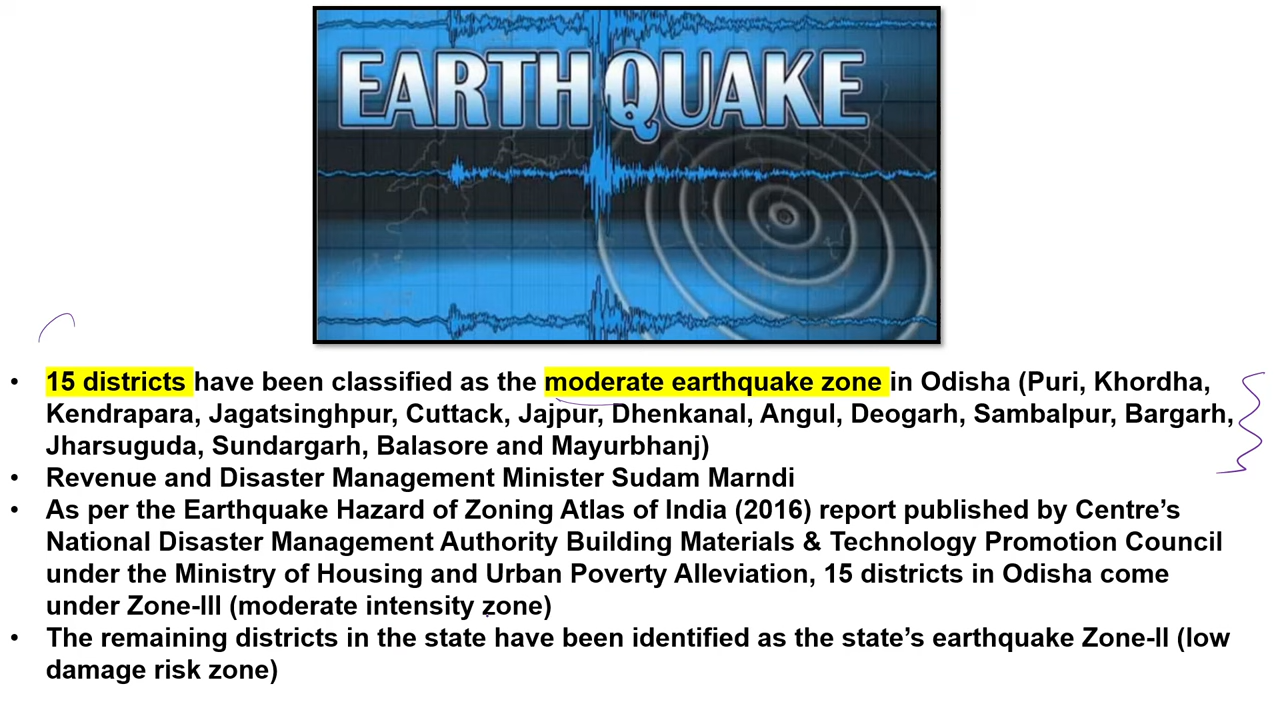 EARTHQUAKE
• 15 districts have been classified as the moderate earthquake zone in Odisha (Puri, Khordha,
Kendrapara, Jagatsinghpur, Cuttack, Jajpur, Dhenkanal, Angul, Deogarh, Sambalpur, Bargarh,
Jharsuguda, Sundargarh, Balasore and Mayurbhanj)
• Revenue and Disaster Management Minister Sudam Marndi
• As per the Earthquake Hazard of Zoning Atlas of India (2016) report published by Centre’s
National Disaster Management Authority Building Materials & Technology Promotion Council
under the Ministry of Housing and Urban Poverty Alleviation, 15 districts in Odisha come
under Zone-III (moderate intensity zone)
• The remaining districts in the state have been identified as the state’s earthquake Zone-II (low
damage risk zone)